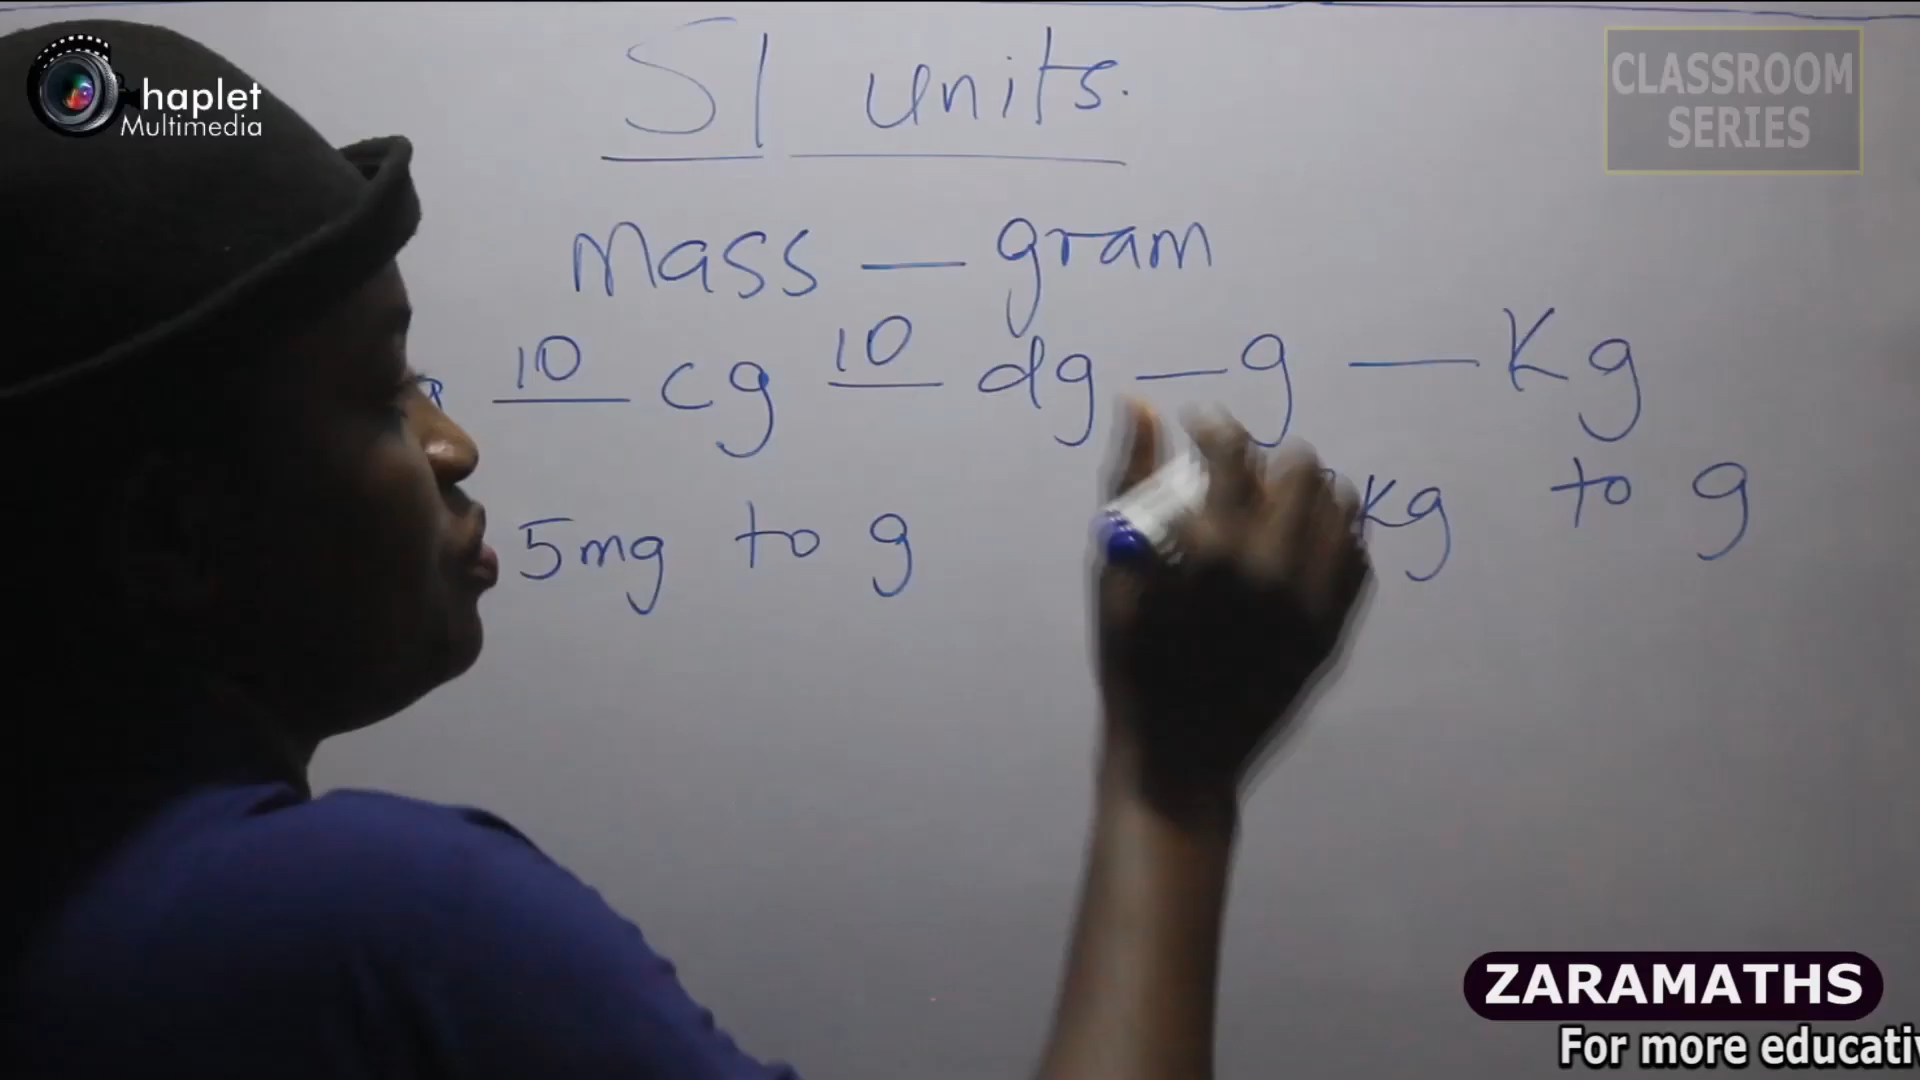 haplet
Multimedia
CLASSROOM
SERIES
SI units.
Mass — gram
10 cg 10 dg — g — Kg
5mg to g
Kg to g
ZARAMATHS
For more educati